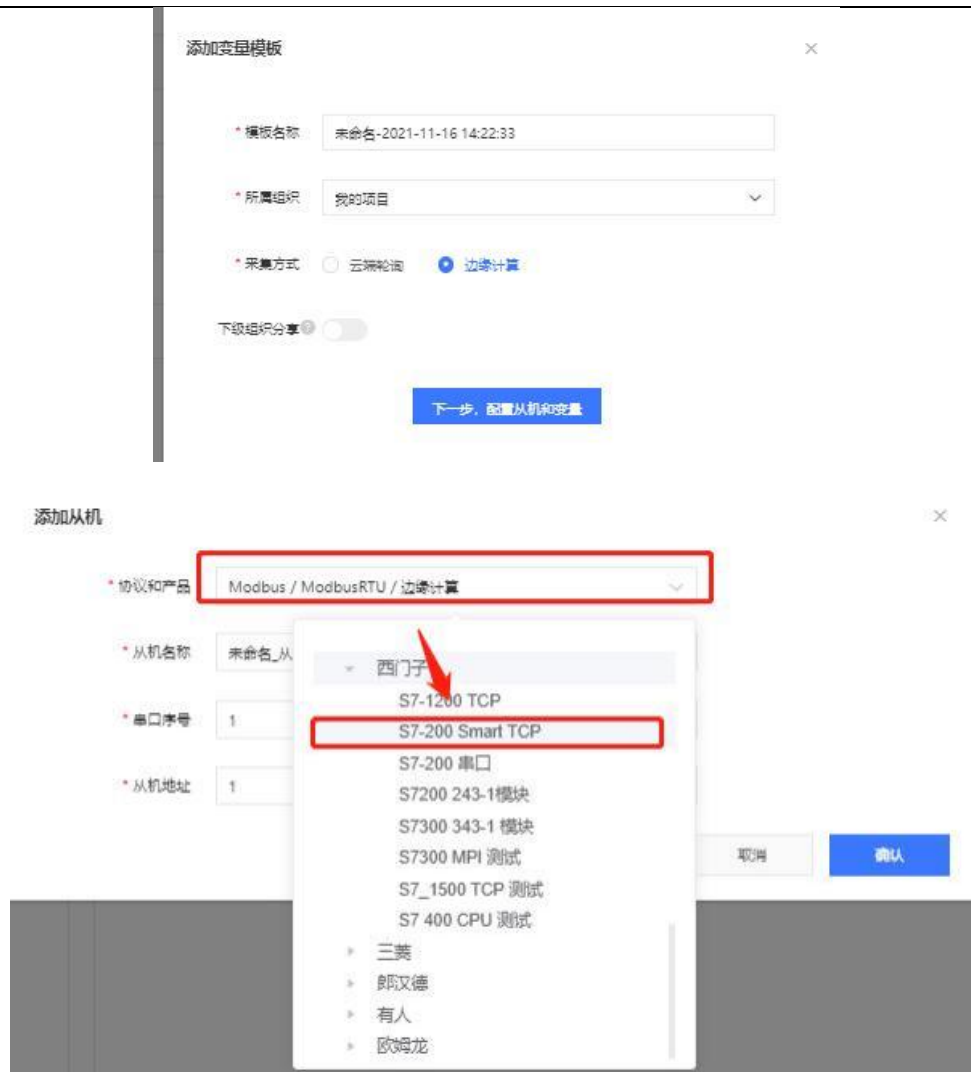 添加变量模板
* 模板名称 未命名-2021-11-16 14:22:33
* 所属组织 我的项目
* 采集方式 云端轮询 边缘计算
下级组织分享
下一步，配置从机和变量
添加从机
* 协议和产品 Modbus / ModbusRTU / 边缘计算
* 从机名称 未命名_从
西门子
S7-1200 TCP
* 串口序号 1
S7-200 Smart TCP
S7-200 串口
* 从机地址 1
S7200 243-1模块
S7300 343-1 模块
S7300 MPI 测试
取消 确认
S7_1500 TCP 测试
S7 400 CPU 测试
三菱
郎汉德
有人
欧姆龙